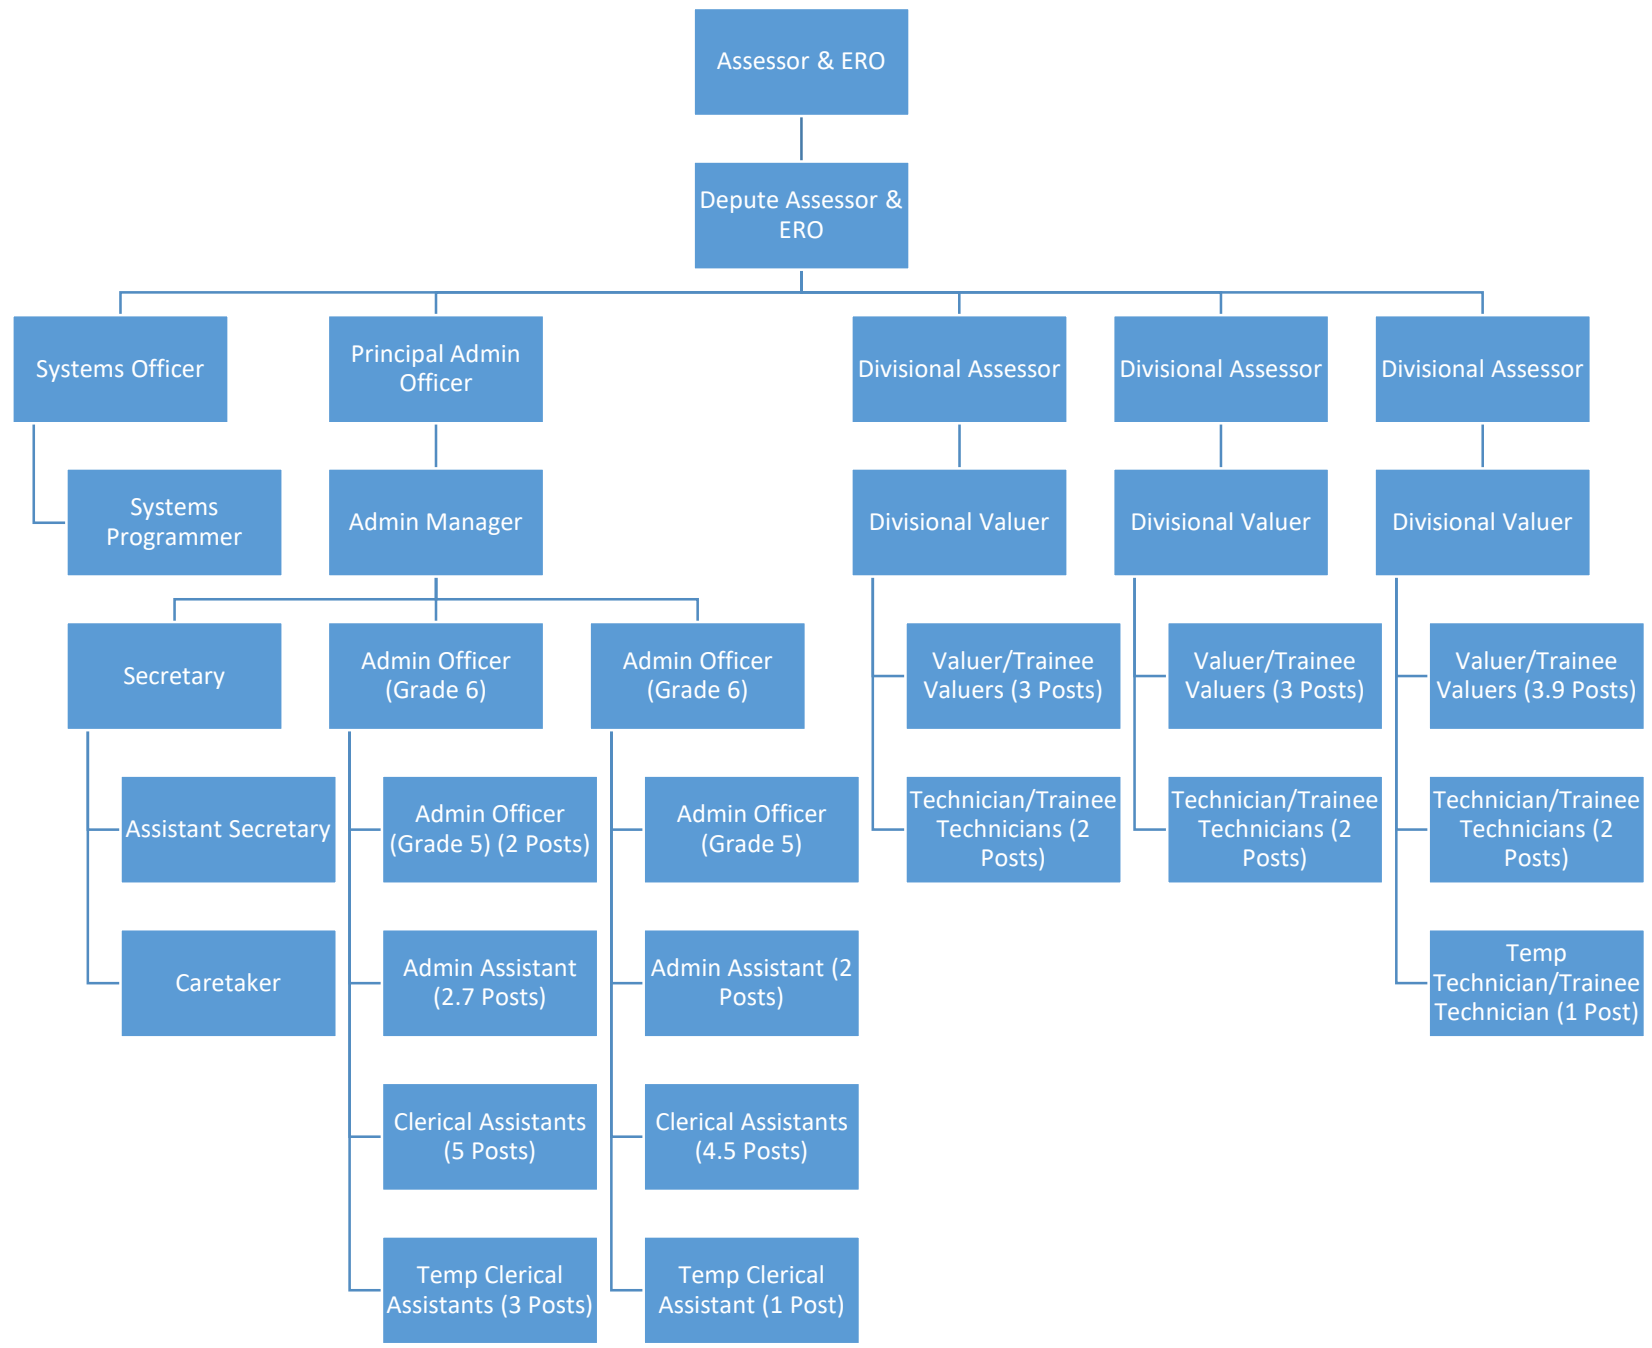 Assessor & ERO
Depute Assessor &
ERO
Systems Officer
Principal Admin
Officer
Divisional Assessor
Divisional Assessor
Divisional Assessor
Systems
Programmer
Admin Manager
Divisional Valuer
Divisional Valuer
Divisional Valuer
Secretary
Admin Officer
(Grade 6)
Admin Officer
(Grade 6)
Valuer/Trainee
Valuers (3 Posts)
Valuer/Trainee
Valuers (3 Posts)
Valuer/Trainee
Valuers (3.9 Posts)
Assistant Secretary
Admin Officer
(Grade 5) (2 Posts)
Admin Officer
(Grade 5)
Technician/Trainee
Technicians (2
Posts)
Technician/Trainee
Technicians (2
Posts)
Technician/Trainee
Technicians (2
Posts)
Caretaker
Admin Assistant
(2.7 Posts)
Admin Assistant (2
Posts)
Temp
Technician/Trainee
Technician (1 Post)
Clerical Assistants
(5 Posts)
Clerical Assistants
(4.5 Posts)
Temp Clerical
Assistants (3 Posts)
Temp Clerical
Assistant (1 Post)